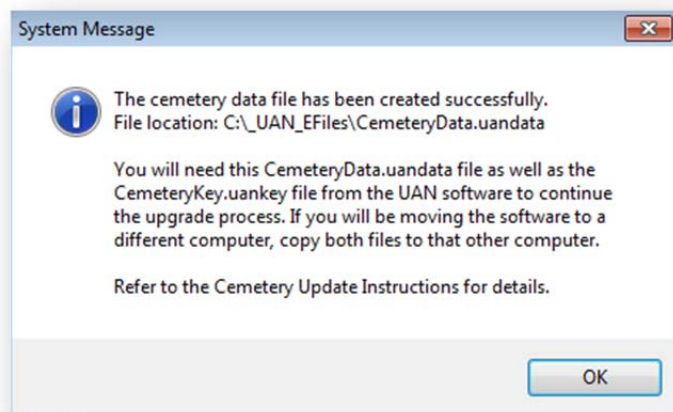 System Message
The cemetery data file has been created successfully.
File location: C:\_UAN_EFiles\CemeteryData.uandata
You will need this CemeteryData.uandata file as well as the
CemeteryKey.uankey file from the UAN software to continue
the upgrade process. If you will be moving the software to a
different computer, copy both files to that other computer.
Refer to the Cemetery Update Instructions for details.
OK